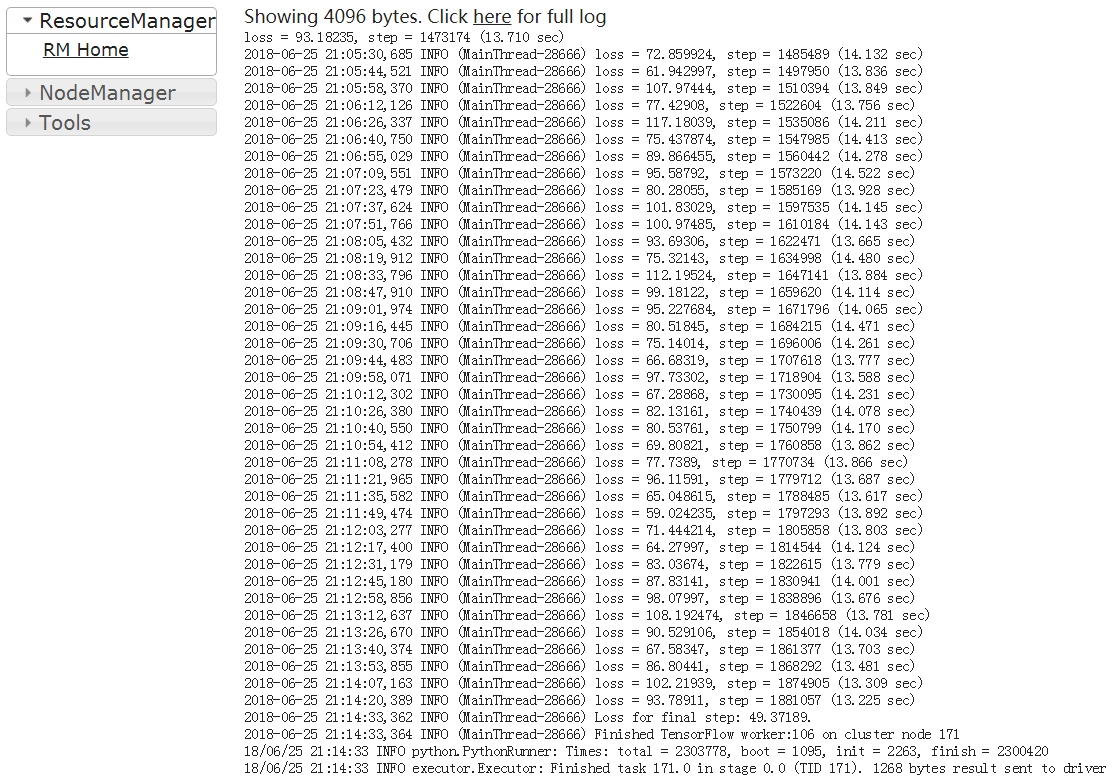 ResourceManager
RM Home
NodeManager
Tools
Showing 4096 bytes. Click here for full log
loss = 93.18235, step = 1473174 (13.710 sec)
2018-06-25 21:05:30,685 INFO (MainThread-28666) loss = 72.859924, step = 1485489 (14.132 sec)
2018-06-25 21:05:44,521 INFO (MainThread-28666) loss = 61.942997, step = 1497950 (13.836 sec)
2018-06-25 21:05:58,370 INFO (MainThread-28666) loss = 107.97444, step = 1510394 (13.849 sec)
2018-06-25 21:06:12,126 INFO (MainThread-28666) loss = 77.42908, step = 1522604 (13.756 sec)
2018-06-25 21:06:26,337 INFO (MainThread-28666) loss = 117.18039, step = 1535086 (14.211 sec)
2018-06-25 21:06:40,750 INFO (MainThread-28666) loss = 75.437874, step = 1547985 (14.413 sec)
2018-06-25 21:06:55,029 INFO (MainThread-28666) loss = 89.866455, step = 1560442 (14.278 sec)
2018-06-25 21:07:09,551 INFO (MainThread-28666) loss = 95.58792, step = 1573220 (14.522 sec)
2018-06-25 21:07:23,479 INFO (MainThread-28666) loss = 80.28055, step = 1585169 (13.928 sec)
2018-06-25 21:07:37,624 INFO (MainThread-28666) loss = 101.83029, step = 1597535 (14.145 sec)
2018-06-25 21:07:51,766 INFO (MainThread-28666) loss = 100.97485, step = 1610184 (14.143 sec)
2018-06-25 21:08:05,432 INFO (MainThread-28666) loss = 93.69306, step = 1622471 (13.665 sec)
2018-06-25 21:08:19,912 INFO (MainThread-28666) loss = 75.32143, step = 1634998 (14.480 sec)
2018-06-25 21:08:33,796 INFO (MainThread-28666) loss = 112.19524, step = 1647141 (13.884 sec)
2018-06-25 21:08:47,910 INFO (MainThread-28666) loss = 99.18122, step = 1659620 (14.114 sec)
2018-06-25 21:09:01,974 INFO (MainThread-28666) loss = 95.227684, step = 1671796 (14.065 sec)
2018-06-25 21:09:16,445 INFO (MainThread-28666) loss = 80.51845, step = 1684215 (14.471 sec)
2018-06-25 21:09:30,706 INFO (MainThread-28666) loss = 75.14014, step = 1696006 (14.261 sec)
2018-06-25 21:09:44,483 INFO (MainThread-28666) loss = 66.68319, step = 1707618 (13.777 sec)
2018-06-25 21:09:58,071 INFO (MainThread-28666) loss = 97.73302, step = 1718904 (13.588 sec)
2018-06-25 21:10:12,302 INFO (MainThread-28666) loss = 67.28868, step = 1730095 (14.231 sec)
2018-06-25 21:10:26,380 INFO (MainThread-28666) loss = 82.13161, step = 1740439 (14.078 sec)
2018-06-25 21:10:40,550 INFO (MainThread-28666) loss = 80.53761, step = 1750799 (14.170 sec)
2018-06-25 21:10:54,412 INFO (MainThread-28666) loss = 69.80821, step = 1760858 (13.862 sec)
2018-06-25 21:11:08,278 INFO (MainThread-28666) loss = 77.7389, step = 1770734 (13.866 sec)
2018-06-25 21:11:21,965 INFO (MainThread-28666) loss = 96.11591, step = 1779712 (13.687 sec)
2018-06-25 21:11:35,582 INFO (MainThread-28666) loss = 65.048615, step = 1788485 (13.617 sec)
2018-06-25 21:11:49,474 INFO (MainThread-28666) loss = 59.024235, step = 1797293 (13.892 sec)
2018-06-25 21:12:03,277 INFO (MainThread-28666) loss = 71.444214, step = 1805858 (13.803 sec)
2018-06-25 21:12:17,400 INFO (MainThread-28666) loss = 64.27997, step = 1814544 (14.124 sec)
2018-06-25 21:12:31,179 INFO (MainThread-28666) loss = 83.03674, step = 1822615 (13.779 sec)
2018-06-25 21:12:45,180 INFO (MainThread-28666) loss = 87.83141, step = 1830941 (14.001 sec)
2018-06-25 21:12:58,856 INFO (MainThread-28666) loss = 98.07997, step = 1838896 (13.676 sec)
2018-06-25 21:13:12,637 INFO (MainThread-28666) loss = 108.192474, step = 1846658 (13.781 sec)
2018-06-25 21:13:26,670 INFO (MainThread-28666) loss = 90.529106, step = 1854018 (14.034 sec)
2018-06-25 21:13:40,374 INFO (MainThread-28666) loss = 67.58347, step = 1861377 (13.703 sec)
2018-06-25 21:13:53,855 INFO (MainThread-28666) loss = 86.80441, step = 1868292 (13.481 sec)
2018-06-25 21:14:07,163 INFO (MainThread-28666) loss = 102.21939, step = 1874905 (13.309 sec)
2018-06-25 21:14:20,389 INFO (MainThread-28666) loss = 93.78911, step = 1881057 (13.225 sec)
2018-06-25 21:14:33,362 INFO (MainThread-28666) Loss for final step: 49.37189.
2018-06-25 21:14:33,364 INFO (MainThread-28666) Finished TensorFlow worker:106 on cluster node 171
18/06/25 21:14:33 INFO python.PythonRunner: Times: total = 2303778, boot = 1095, init = 2263, finish = 2300420
18/06/25 21:14:33 INFO executor.Executor: Finished task 171.0 in stage 0.0 (TID 171). 1268 bytes result sent to driver